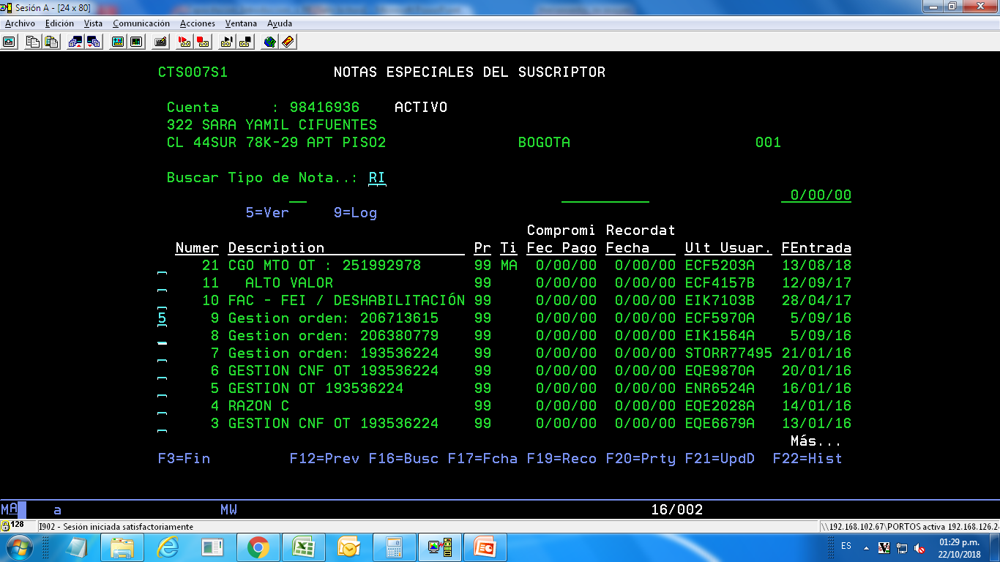 Sesión A - [24 x 80]
Archivo Edición Vista Comunicación Acciones Ventana Ayuda
CTS007S1 NOTAS ESPECIALES DEL SUSCRIPTOR
Cuenta : 98416936 ACTIVO
322 SARA YAMIL CIFUENTES
CL 44SUR 78K-29 APT PISO2 BOGOTA 001
Buscar Tipo de Nota..: RI
0/00/00
5=Ver 9=Log
Compromi Recordat
Numer Description Pr Ti Fec Pago Fecha Ult Usuar. FEntrada
21 CGO MTO OT : 251992978 99 MA 0/00/00 0/00/00 ECF5203A 13/08/18
11 ALTO VALOR 99 0/00/00 0/00/00 ECF4157B 12/09/17
10 FAC - FEI / DESHABILITACIÓN 99 0/00/00 0/00/00 EIK7103B 28/04/17
5 9 Gestion orden: 206713615 99 0/00/00 0/00/00 ECF5970A 5/09/16
8 Gestion orden: 206380779 99 0/00/00 0/00/00 EIK1564A 5/09/16
7 Gestion orden: 193536224 99 0/00/00 0/00/00 STORR77495 21/01/16
6 GESTION CNF OT 193536224 99 0/00/00 0/00/00 EQE9870A 20/01/16
5 GESTION OT 193536224 99 0/00/00 0/00/00 ENR6524A 16/01/16
4 RAZON C 99 0/00/00 0/00/00 EQE2028A 14/01/16
3 GESTION CNF OT 193536224 99 0/00/00 0/00/00 EQE6679A 13/01/16
Más...
F3=Fin F12=Prev F16=Busc F17=Fcha F19=Reco F20=Prty F21=UpdD F22=Hist
MA a MW 16/002
128 I902 - Sesión iniciada satisfactoriamente \\192.168.102.67\PORTOS activa 192.168.126.2
ES 01:29 p.m.
22/10/2018